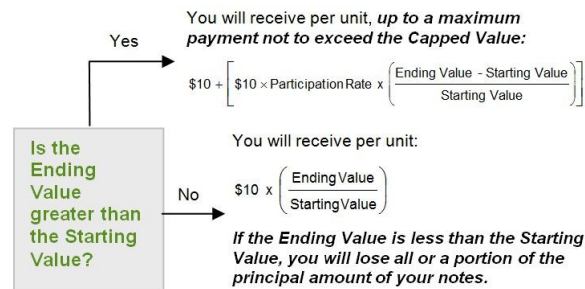 You will receive per unit, up to a maximum
payment not to exceed the Capped Value:
Yes
$10 + [ $10 × Participation Rate x ( Ending Value - Starting Value / Starting Value ) ]
Is the
Ending
Value
greater than
the Starting
Value?
No
You will receive per unit:
$10 x ( Ending Value / Starting Value )
If the Ending Value is less than the Starting
Value, you will lose all or a portion of the
principal amount of your notes.